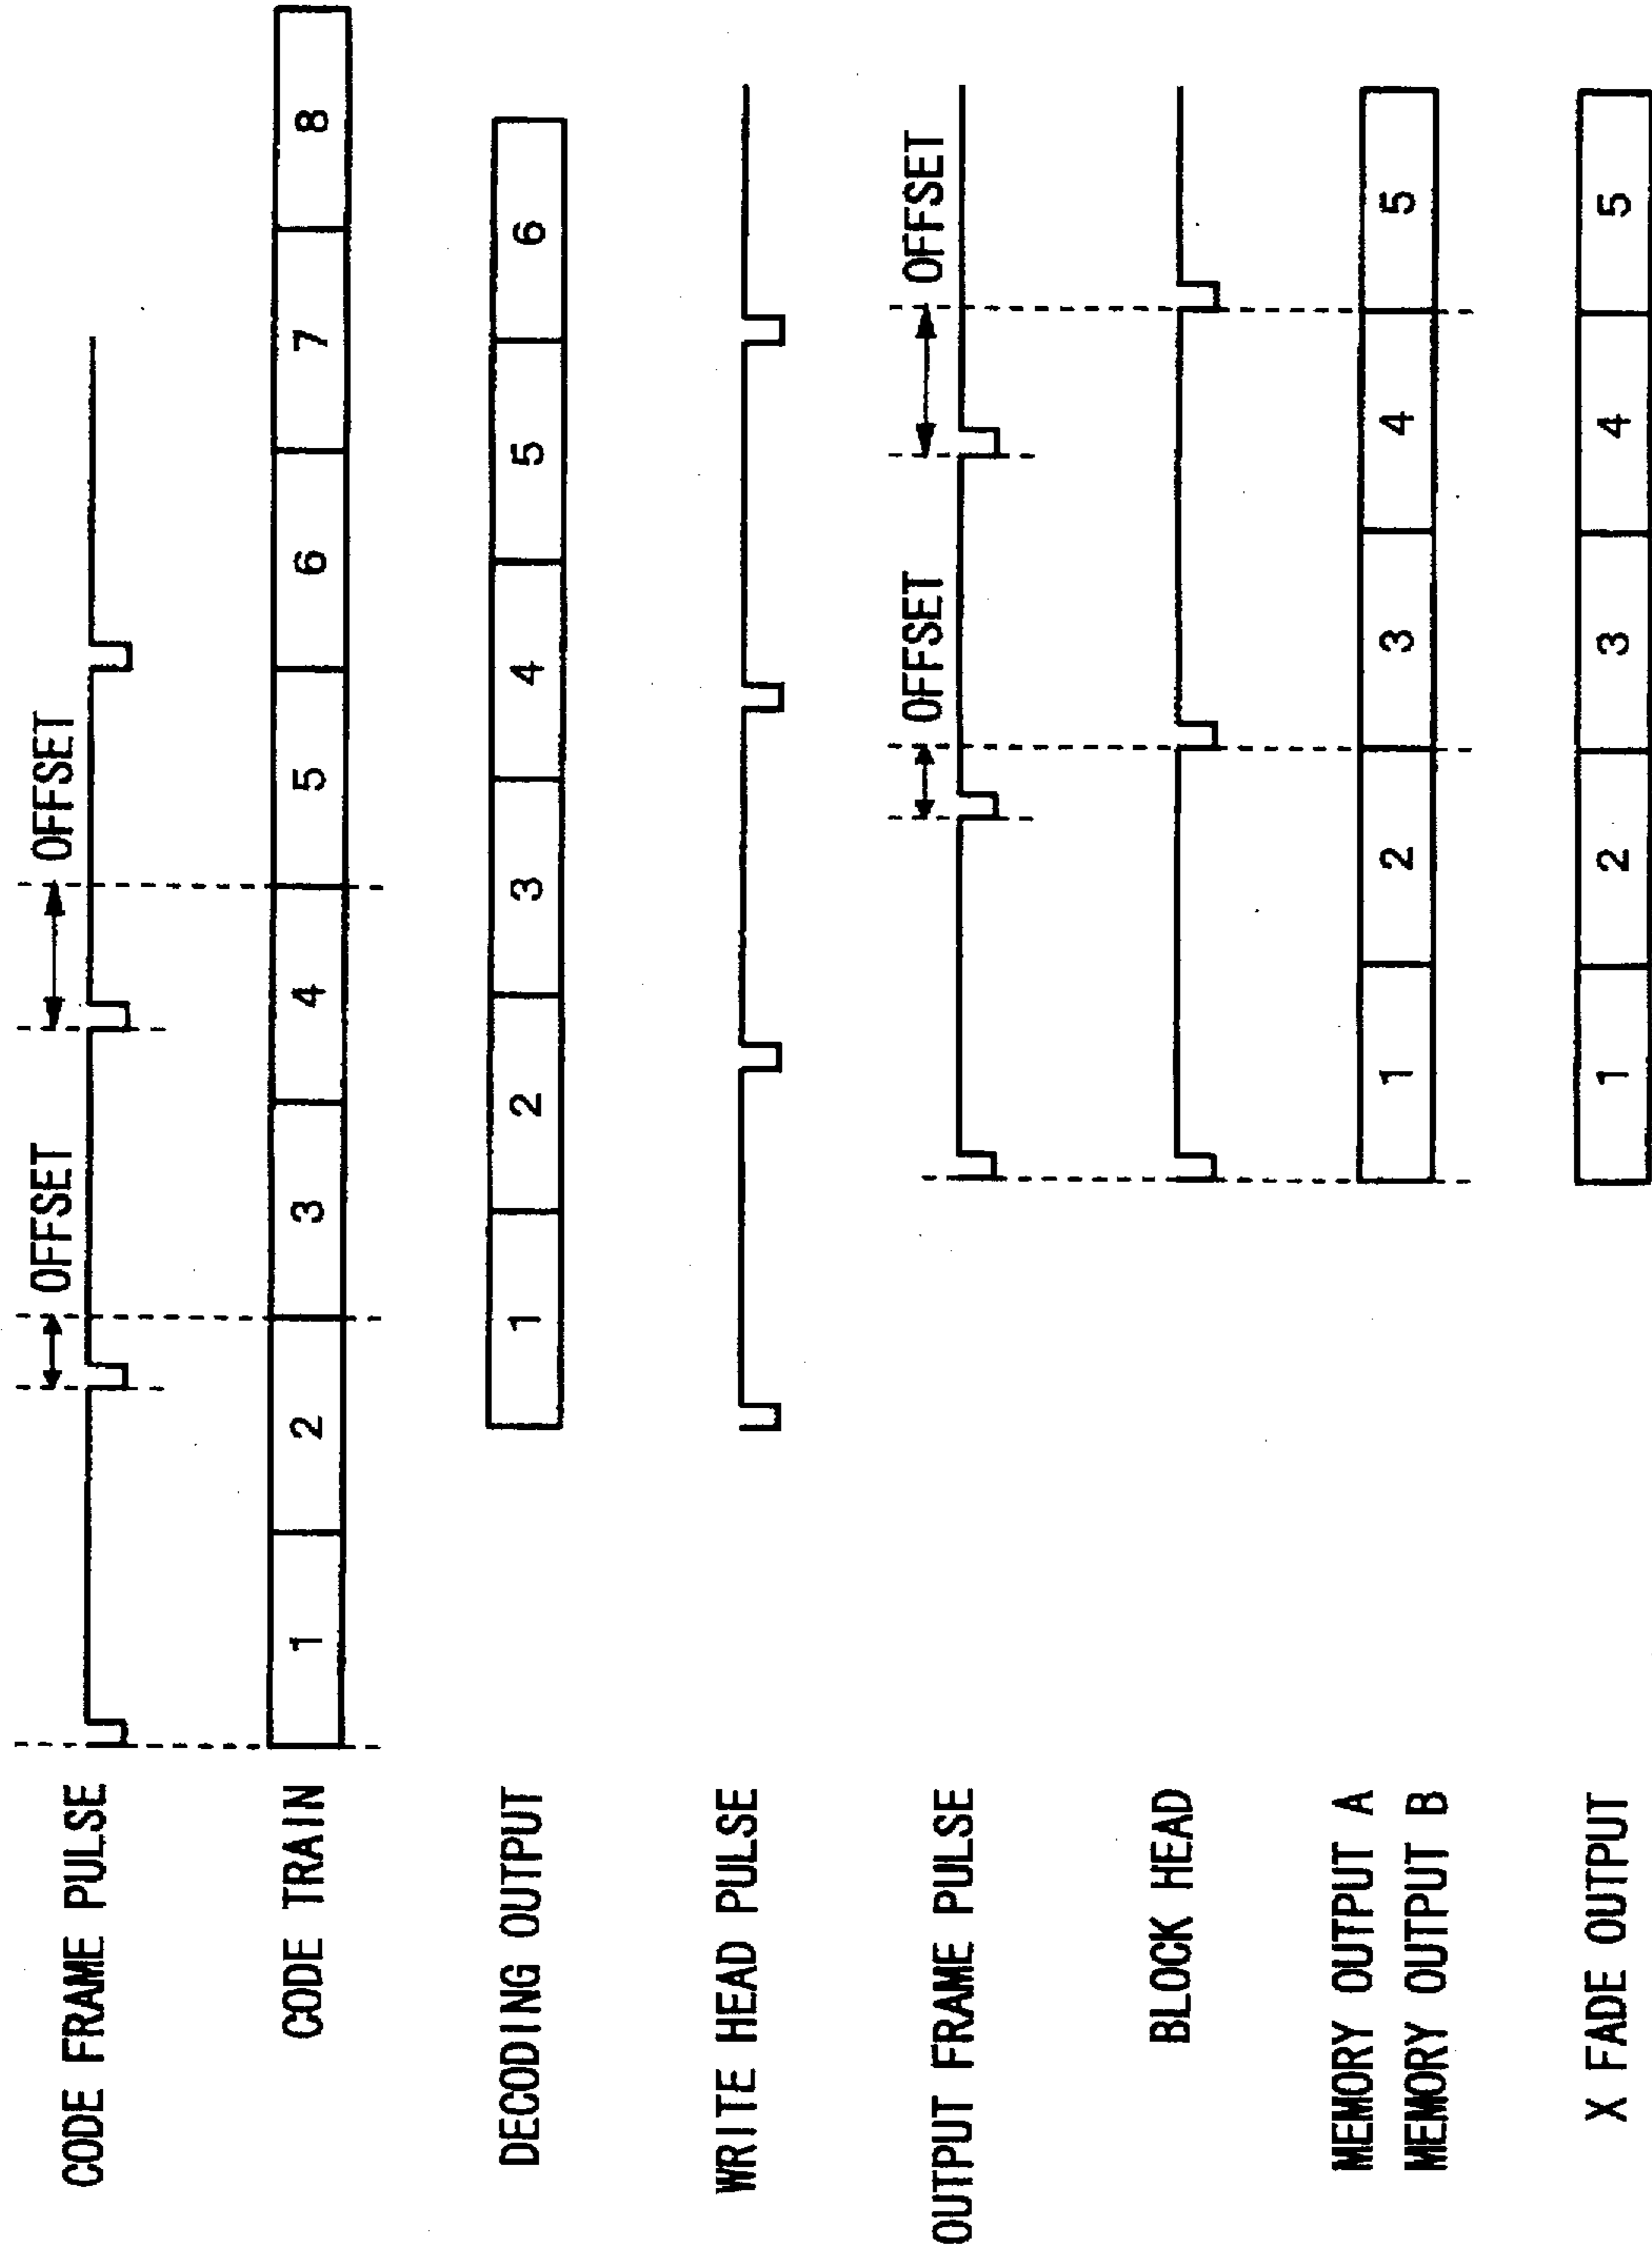 OFFSET OFFSET
CODE FRAME PULSE
CODE TRAIN 1 2 3 4 5 6 7 8
DECODING OUTPUT 1 2 3 4 5 6
WRITE HEAD PULSE
OFFSET OFFSET
OUTPUT FRAME PULSE
BLOCK HEAD
MEMORY OUTPUT A 1 2 3 4 5
MEMORY OUTPUT B
X FADE OUTPUT 1 2 3 4 5